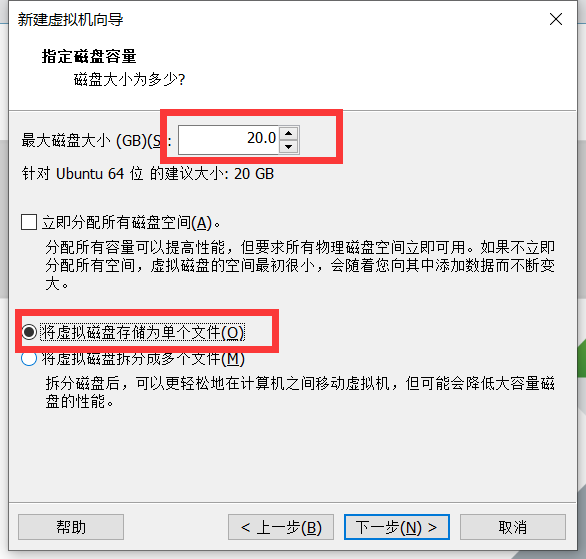 新建虚拟机向导
指定磁盘容量
磁盘大小为多少?
最大磁盘大小 (GB)(S): 20.0
针对 Ubuntu 64 位 的建议大小: 20 GB
立即分配所有磁盘空间(A)。
分配所有容量可以提高性能，但要求所有物理磁盘空间立即可用。如果不立即
分配所有空间，虚拟磁盘的空间最初很小，会随着您向其中添加数据而不断变
大。
将虚拟磁盘存储为单个文件(O)
将虚拟磁盘拆分成多个文件(M)
拆分磁盘后，可以更轻松地在计算机之间移动虚拟机，但可能会降低大容量磁
盘的性能。
帮助 < 上一步(B) 下一步(N) > 取消